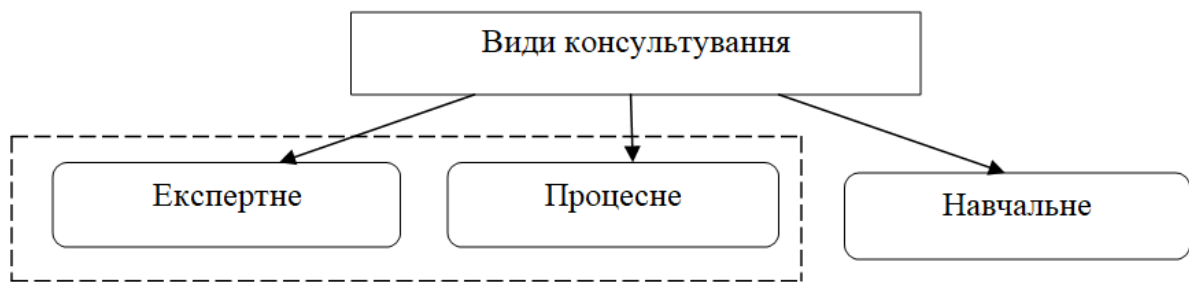 Види консультування
Експертне
Процесне
Навчальне